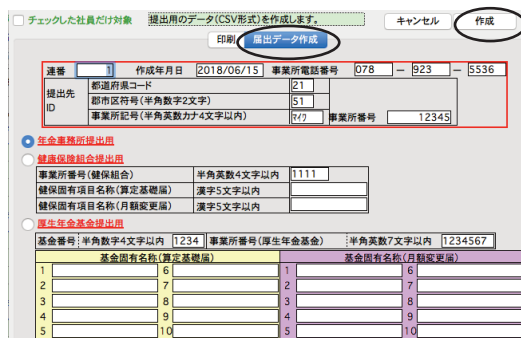 チェックした社員だけ対象 提出用のデータ(CSV形式)を作成します。 キャンセル 作成
印刷 届出データ作成
連番 1 作成年月日 2018/06/15 事業所電話番号 078 － 923 － 5536
提出先ID 都道府県コード 21
郡市区符号(半角数字2文字) 51
事業所記号(半角英数カナ4文字以内) ﾏｲﾜ 事業所番号 12345
年金事務所提出用
健康保険組合提出用
事業所番号(健保組合) 半角英数4文字以内 1111
健保固有項目名称(算定基礎届) 漢字5文字以内
健保固有項目名称(月額変更届) 漢字5文字以内
厚生年金基金提出用
基金番号 半角数字4文字以内 1234 事業所番号(厚生年金基金) 半角英数7文字以内 1234567
基金固有名称(算定基礎届) 基金固有名称(月額変更届)
1 6 1 6
2 7 2 7
3 8 3 8
4 9 4 9
5 10 5 10